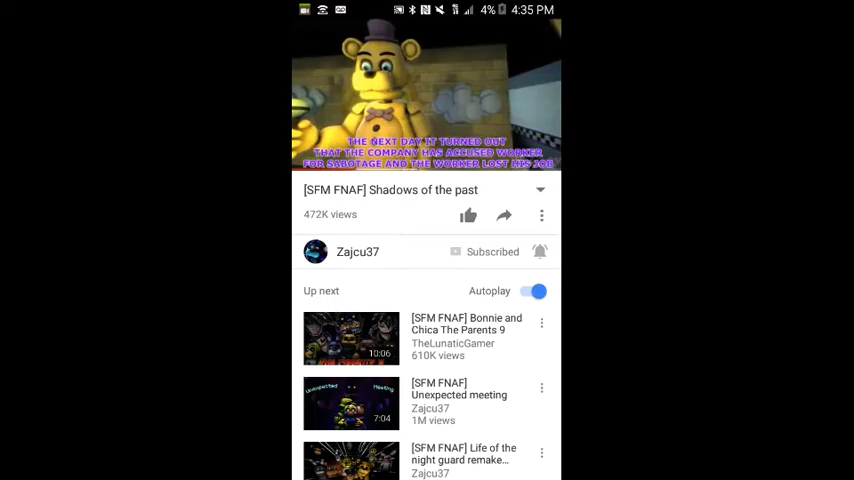 4% 4:35 PM
THE NEXT DAY IT TURNED OUT
THAT THE COMPANY HAS ACCUSED WORKER
FOR SABOTAGE AND THE WORKER LOST HIS JOB
[SFM FNAF] Shadows of the past
472K views
Zajcu37
Subscribed
Up next
Autoplay
[SFM FNAF] Bonnie and
Chica The Parents 9
TheLunaticGamer
610K views
10:06
[SFM FNAF]
Unexpected meeting
Zajcu37
1M views
Unexpected Meeting
7:04
[SFM FNAF] Life of the
night guard remake...
Zajcu37